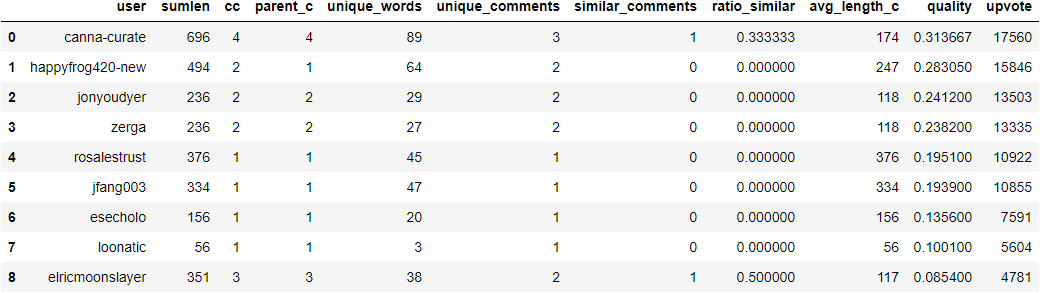 user sumlen cc parent_c unique_words unique_comments similar_comments ratio_similar avg_length_c quality upvote
0 canna-curate 696 4 4 89 3 1 0.333333 174 0.313667 17560
1 happyfrog420-new 494 2 1 64 2 0 0.000000 247 0.283050 15846
2 jonyoudyer 236 2 2 29 2 0 0.000000 118 0.241200 13503
3 zerga 236 2 2 27 2 0 0.000000 118 0.238200 13335
4 rosalestrust 376 1 1 45 1 0 0.000000 376 0.195100 10922
5 jfang003 334 1 1 47 1 0 0.000000 334 0.193900 10855
6 esecholo 156 1 1 20 1 0 0.000000 156 0.135600 7591
7 loonatic 56 1 1 3 1 0 0.000000 56 0.100100 5604
8 elricmoonslayer 351 3 3 38 2 1 0.500000 117 0.085400 4781